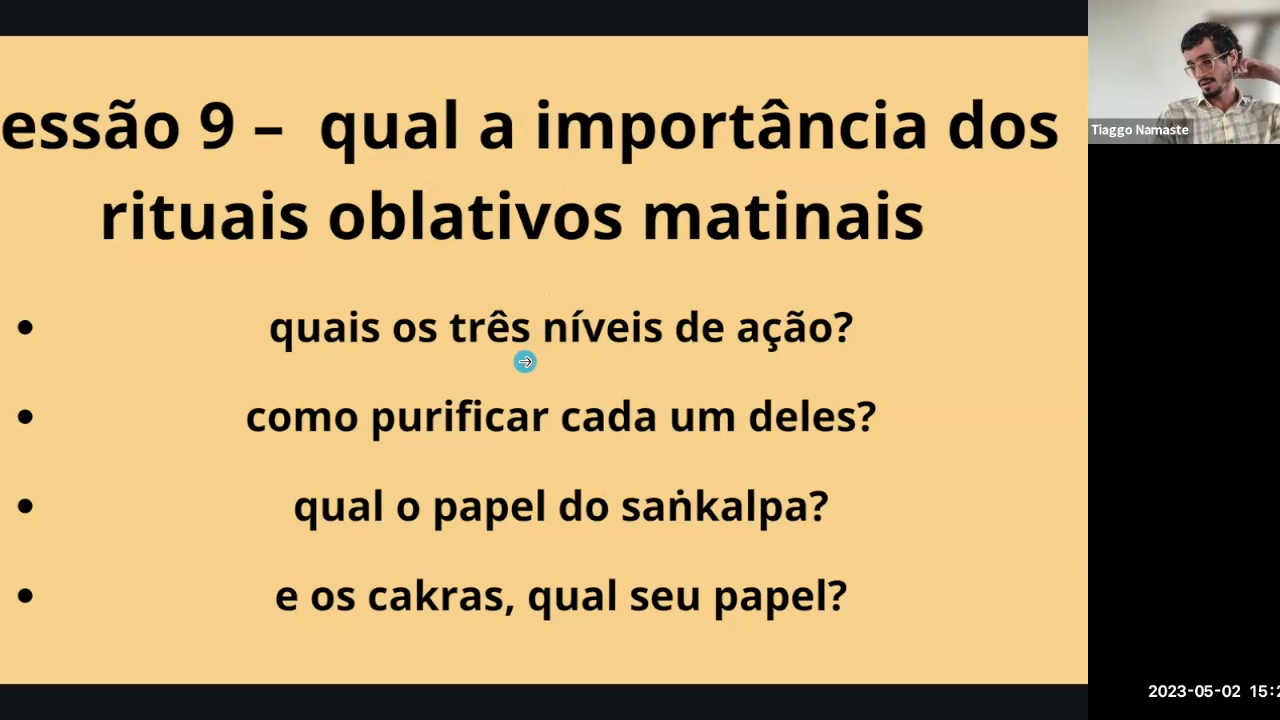 essão 9 – qual a importância dos
rituais oblativos matinais
• quais os três níveis de ação?
• como purificar cada um deles?
• qual o papel do saṅkalpa?
• e os cakras, qual seu papel?
Tiaggo Namaste
2023-05-02 15:2